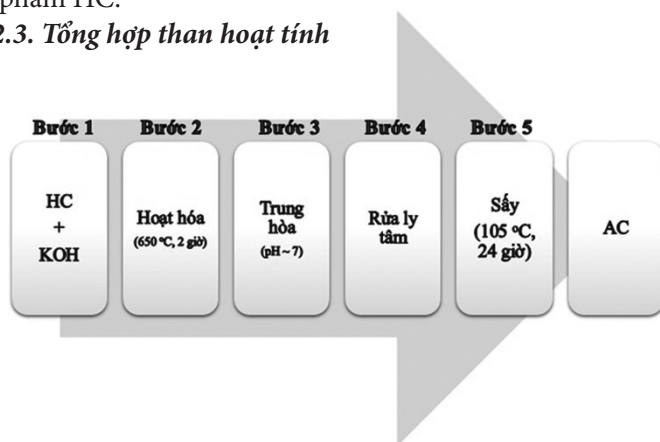 phẩm HC.
2.3. Tổng hợp than hoạt tính
Bước 1
HC
+
KOH
Bước 2
Hoạt hóa
(650 °C, 2 giờ)
Bước 3
Trung
hòa
(pH ~ 7)
Bước 4
Rửa ly
tâm
Bước 5
Sấy
(105 °C,
24 giờ)
AC